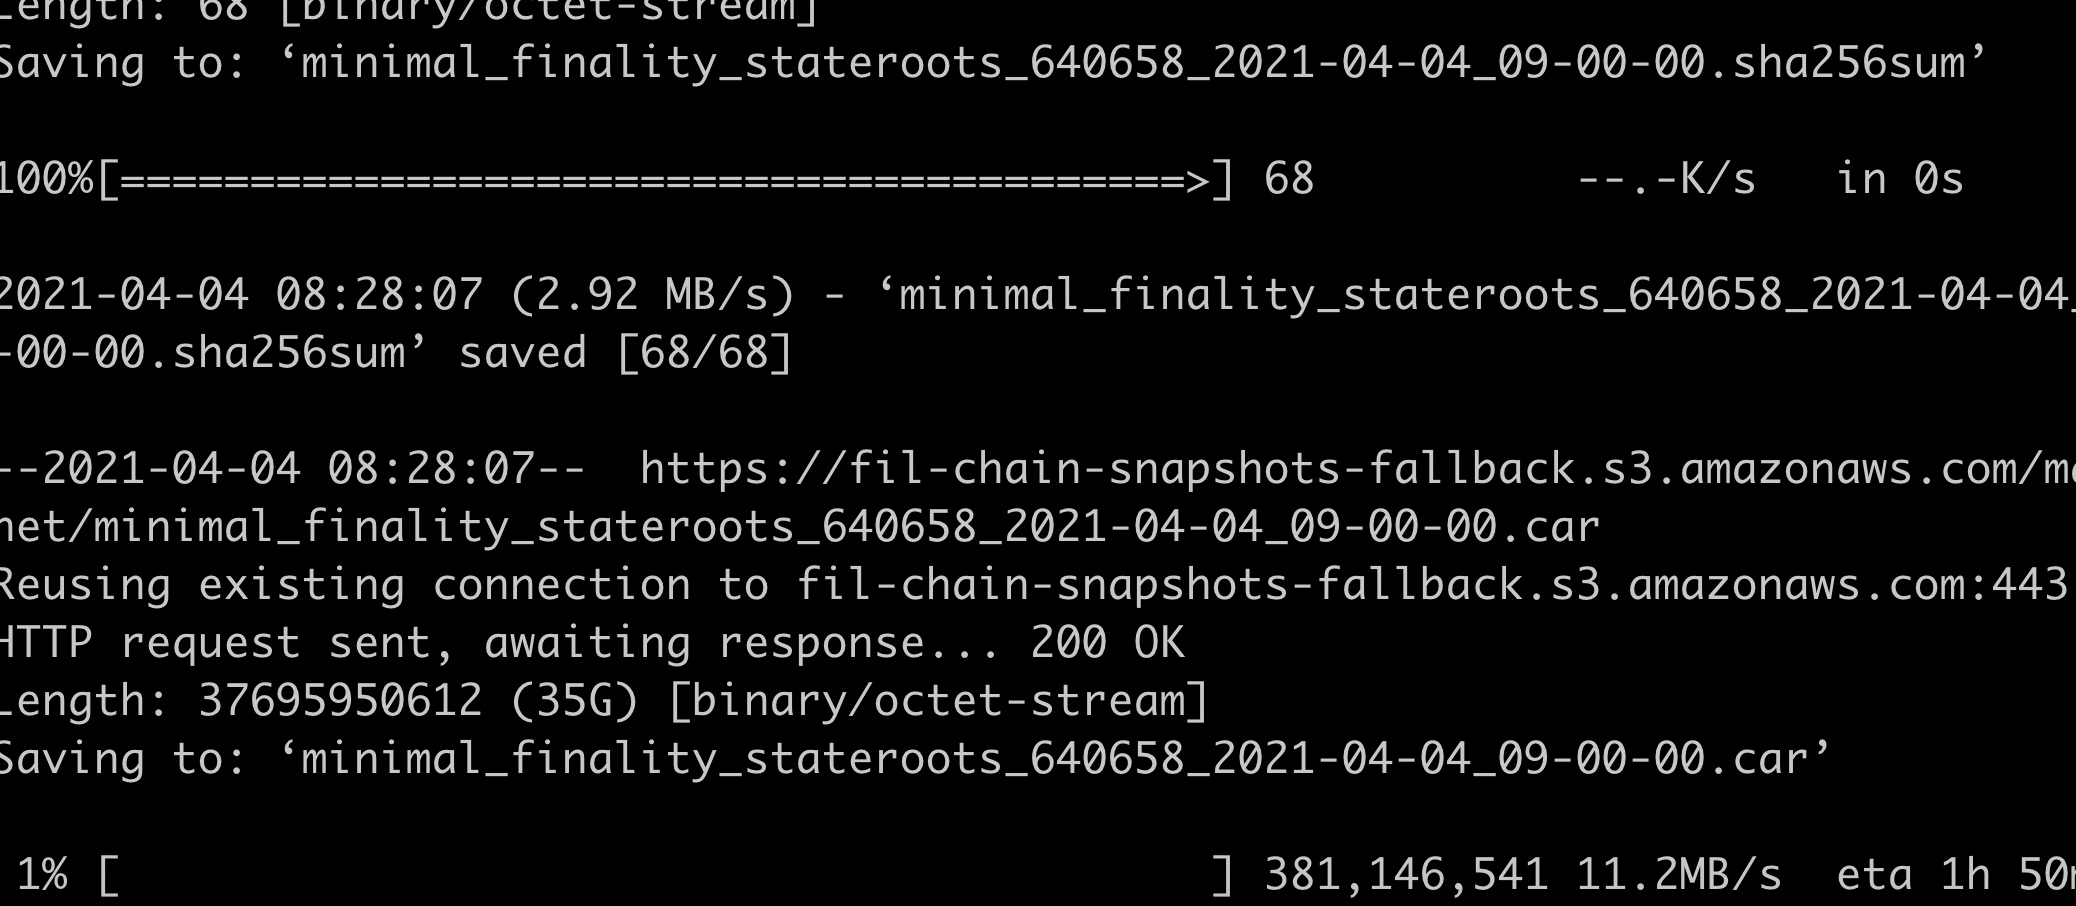 Length: 68 [binary/octet-stream]
Saving to: ‘minimal_finality_stateroots_640658_2021-04-04_09-00-00.sha256sum’
100%[=========================================>] 68          --.-K/s   in 0s
2021-04-04 08:28:07 (2.92 MB/s) - ‘minimal_finality_stateroots_640658_2021-04-04_
-00-00.sha256sum’ saved [68/68]
--2021-04-04 08:28:07--  https://fil-chain-snapshots-fallback.s3.amazonaws.com/ma
net/minimal_finality_stateroots_640658_2021-04-04_09-00-00.car
Reusing existing connection to fil-chain-snapshots-fallback.s3.amazonaws.com:443
HTTP request sent, awaiting response... 200 OK
Length: 37695950612 (35G) [binary/octet-stream]
Saving to: ‘minimal_finality_stateroots_640658_2021-04-04_09-00-00.car’
1% [                                          ] 381,146,541 11.2MB/s  eta 1h 50m